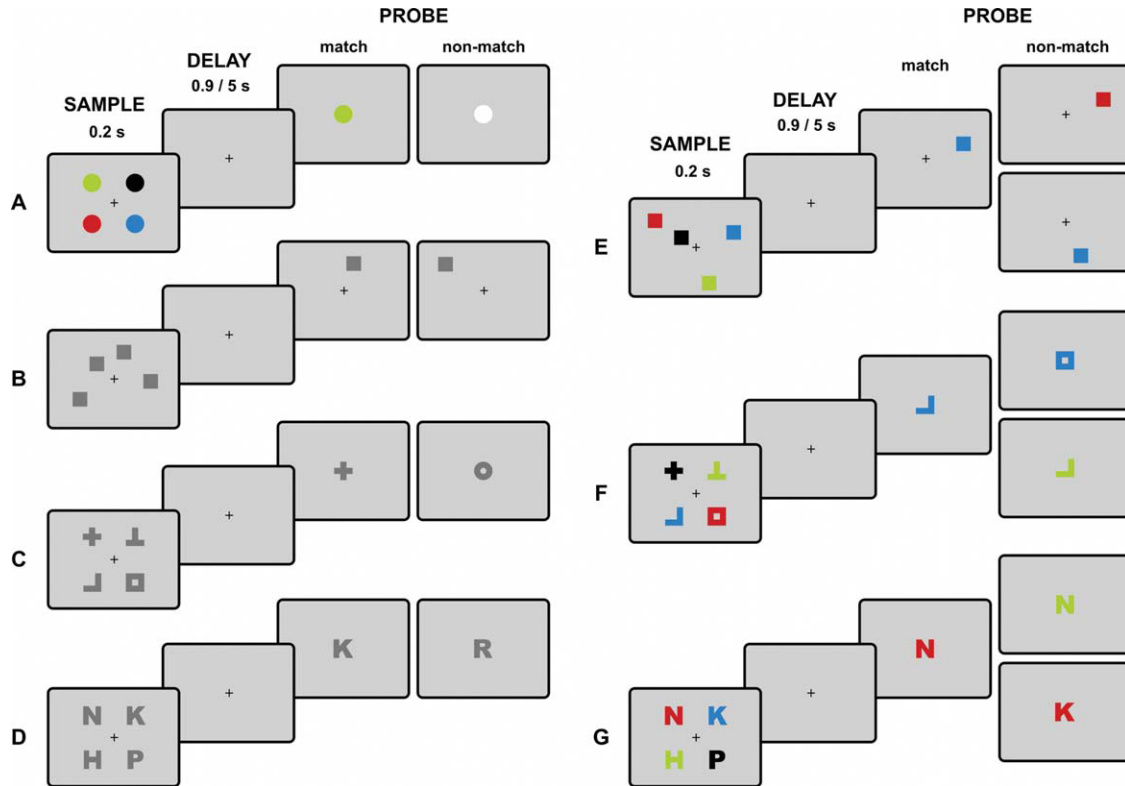 PROBE
match non-match
DELAY
0.9 / 5 s
SAMPLE
0.2 s
A
B
C
D
N K
H P
K
R
PROBE
non-match
match
DELAY
0.9 / 5 s
SAMPLE
0.2 s
E
F
G
N K
H P
N
N
K